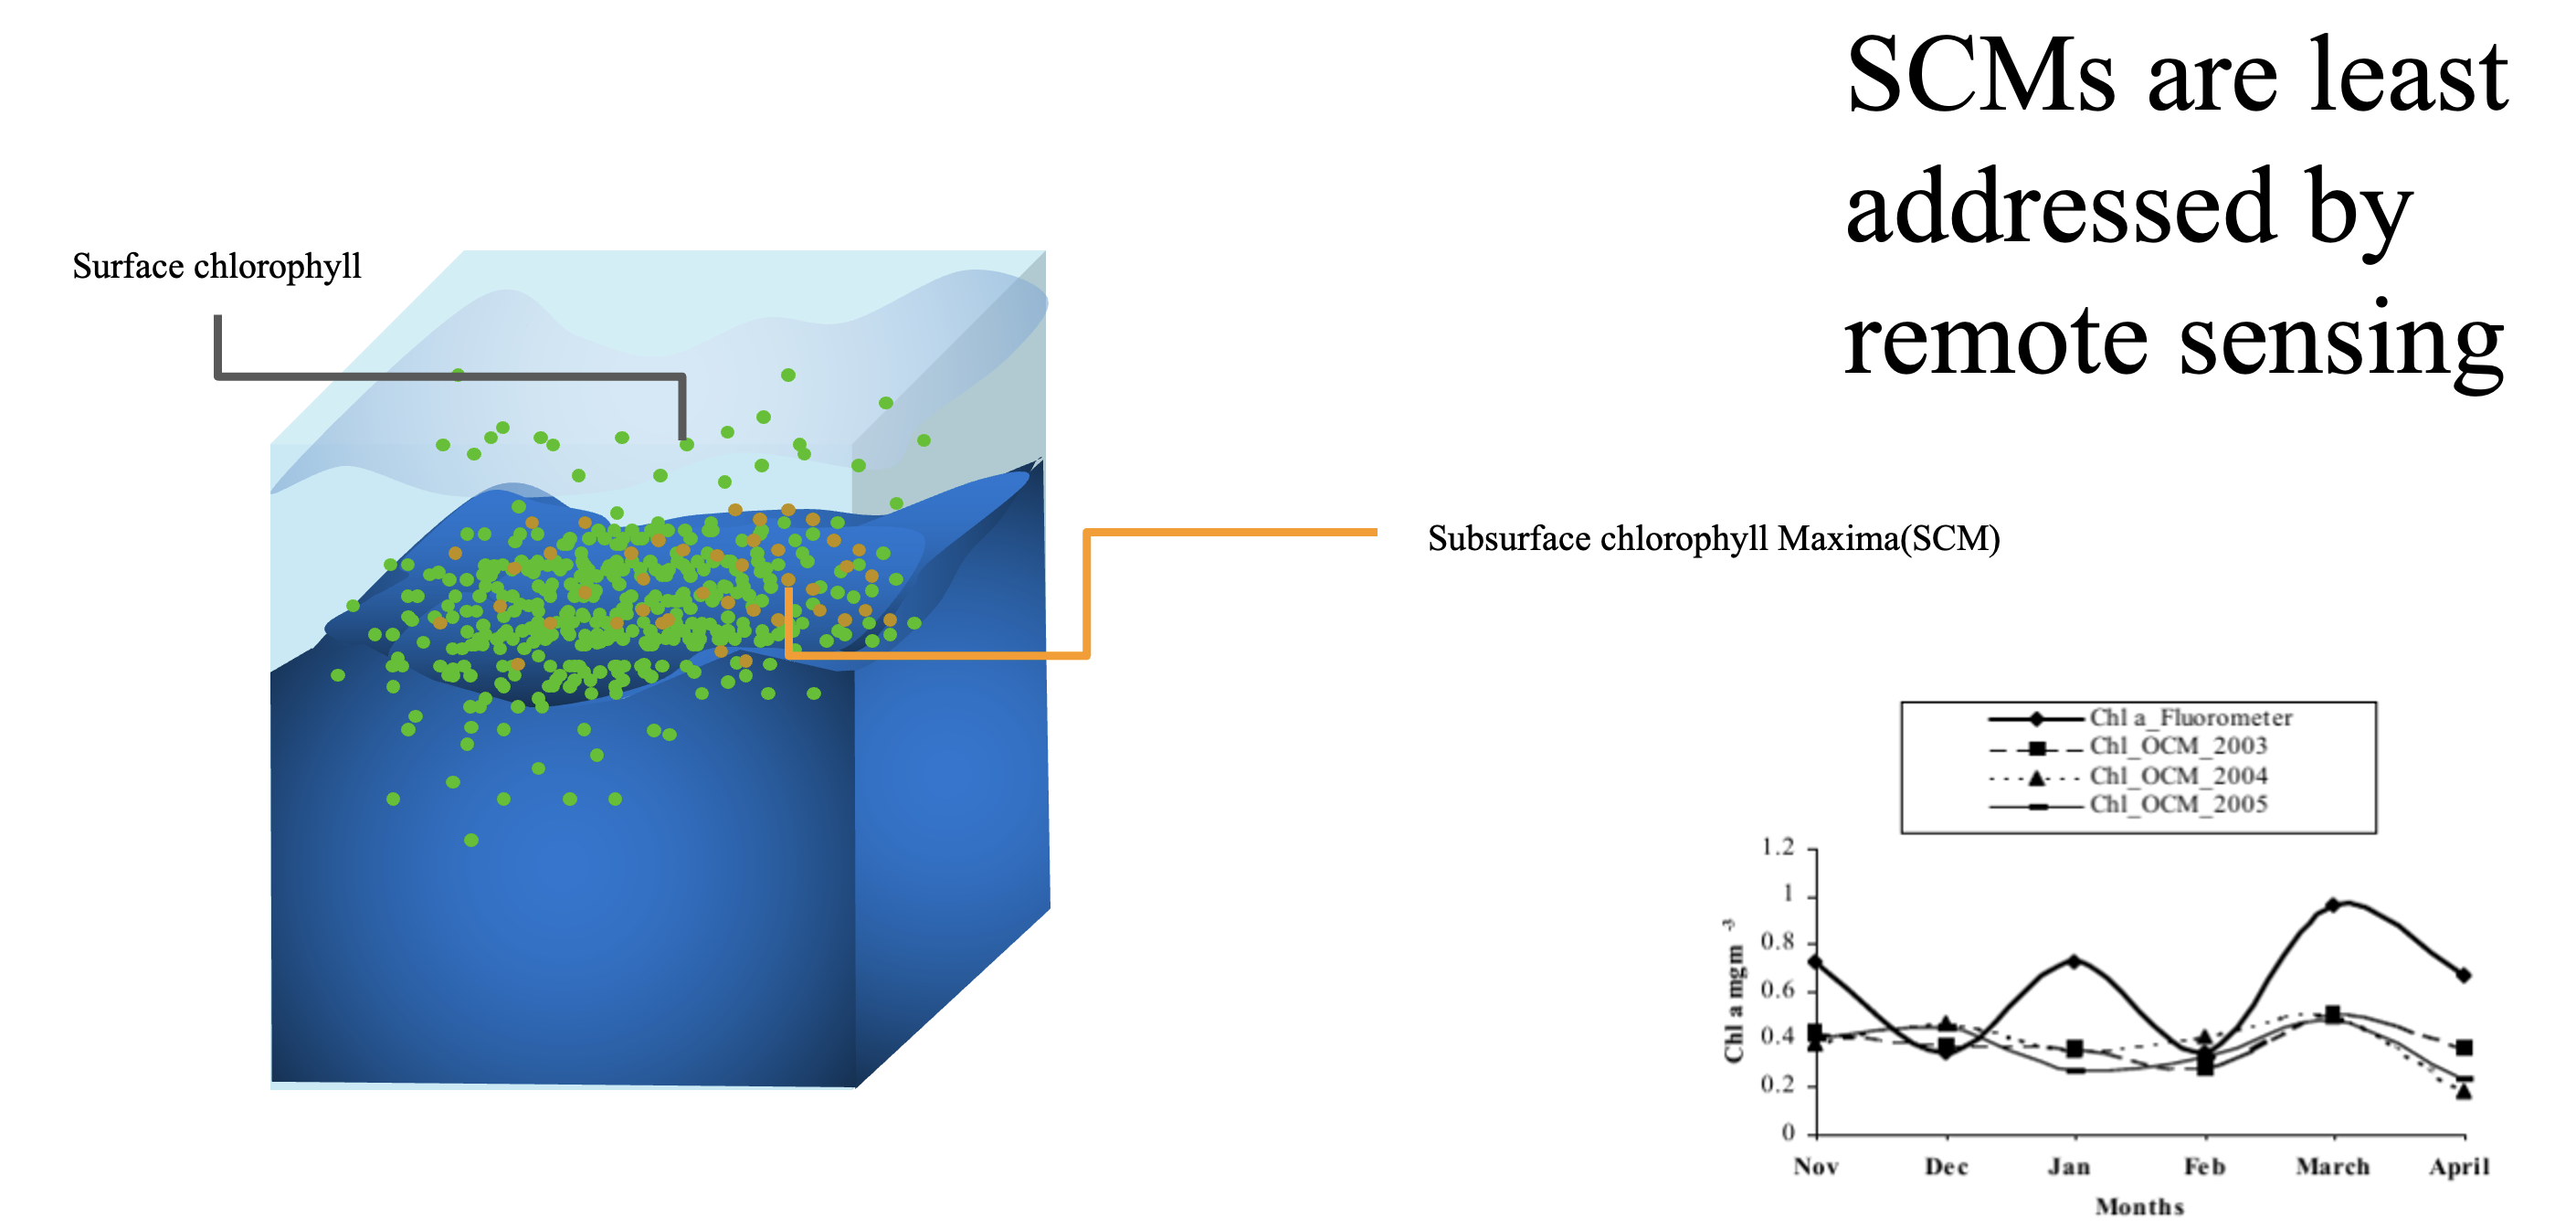 SCMs are least
addressed by
remote sensing
Surface chlorophyll
Subsurface chlorophyll Maxima(SCM)
Chl a_Fluorometer
Chl_OCM_2003
Chl_OCM_2004
Chl_OCM_2005
Chl a mgm -3
1.2
1
0.8
0.6
0.4
0.2
0
Nov Dec Jan Feb March April
Months